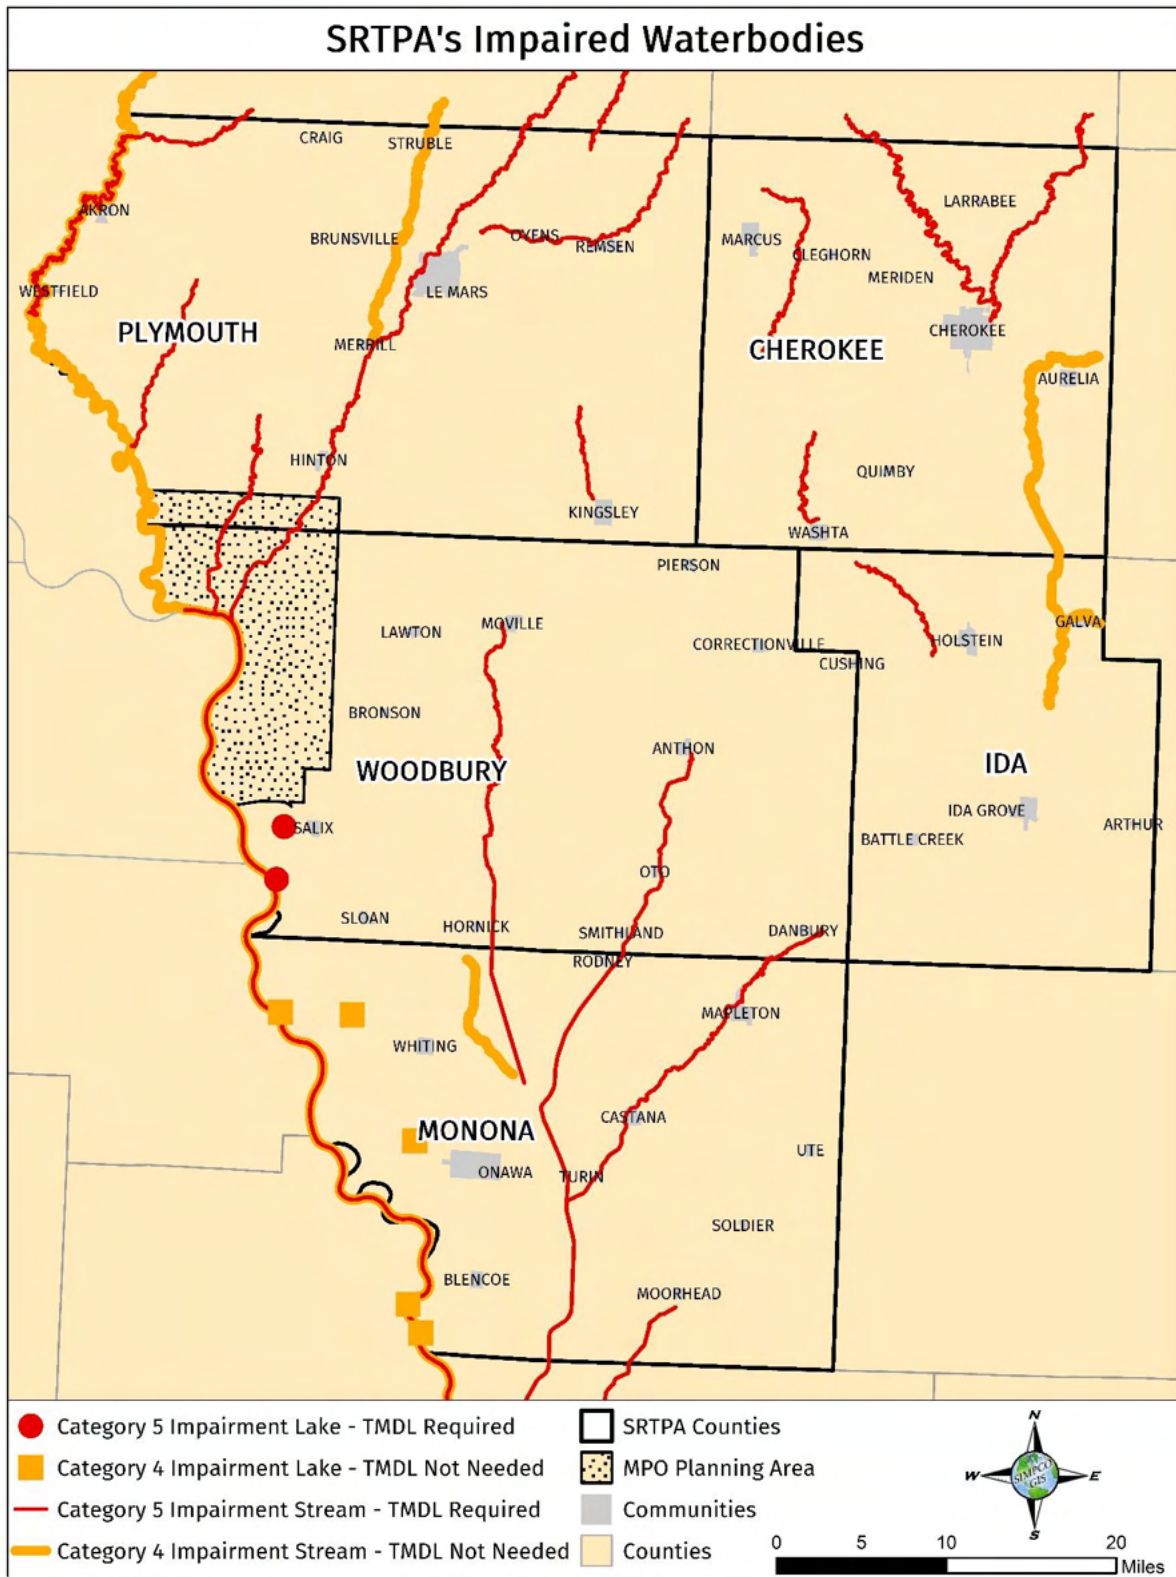 SRTPA's Impaired Waterbodies
CRAIG
STRUBLE
AKRON
LARRABEE
BRUNSVILLE
OYENS
REMSEN
MARCUS
CLEGHORN
MERIDEN
WESTFIELD
LE MARS
PLYMOUTH
CHEROKEE
MERRILL
CHEROKEE
AURELIA
HINTON
QUIMBY
KINGSLEY
WASHTA
PIERSON
LAWTON
MOVILLE
GALVA
CORRECTIONVILLE
HOLSTEIN
CUSHING
BRONSON
ANTHON
WOODBURY
IDA
IDA GROVE
SALIX
ARTHUR
BATTLE CREEK
OTO
SLOAN
HORNICK
SMITHLAND
DANBURY
RODNEY
MAPLETON
WHITING
CASTANA
MONONA
UTE
ONAWA
TURIN
SOLDIER
BLENCOE
MOORHEAD
Category 5 Impairment Lake - TMDL Required
Category 4 Impairment Lake - TMDL Not Needed
Category 5 Impairment Stream - TMDL Required
Category 4 Impairment Stream - TMDL Not Needed
SRTPA Counties
MPO Planning Area
Communities
Counties
N
W
E
S
SIMPCO
GIS
0 5 10 20
Miles